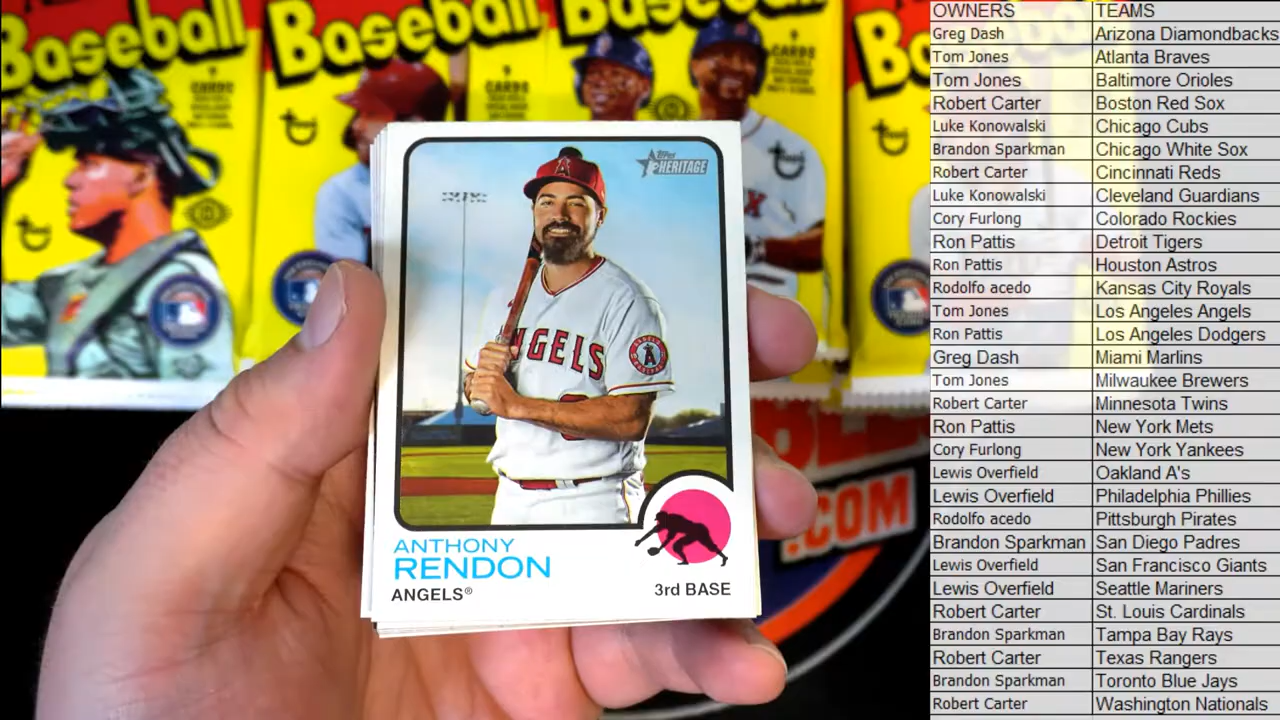 Baseball
Baseball
Baseball
Ba
9 CARDS
CARDS
CARDS
Topps
HERITAGE
ANGELS
ANTHONY
RENDON
ANGELS®
3rd BASE
.COM
OWNERS TEAMS
Greg Dash Arizona Diamondbacks
Tom Jones Atlanta Braves
Tom Jones Baltimore Orioles
Robert Carter Boston Red Sox
Luke Konowalski Chicago Cubs
Brandon Sparkman Chicago White Sox
Robert Carter Cincinnati Reds
Luke Konowalski Cleveland Guardians
Cory Furlong Colorado Rockies
Ron Pattis Detroit Tigers
Ron Pattis Houston Astros
Rodolfo acedo Kansas City Royals
Tom Jones Los Angeles Angels
Ron Pattis Los Angeles Dodgers
Greg Dash Miami Marlins
Tom Jones Milwaukee Brewers
Robert Carter Minnesota Twins
Ron Pattis New York Mets
Cory Furlong New York Yankees
Lewis Overfield Oakland A's
Lewis Overfield Philadelphia Phillies
Rodolfo acedo Pittsburgh Pirates
Brandon Sparkman San Diego Padres
Lewis Overfield San Francisco Giants
Lewis Overfield Seattle Mariners
Robert Carter St. Louis Cardinals
Brandon Sparkman Tampa Bay Rays
Robert Carter Texas Rangers
Brandon Sparkman Toronto Blue Jays
Robert Carter Washington Nationals